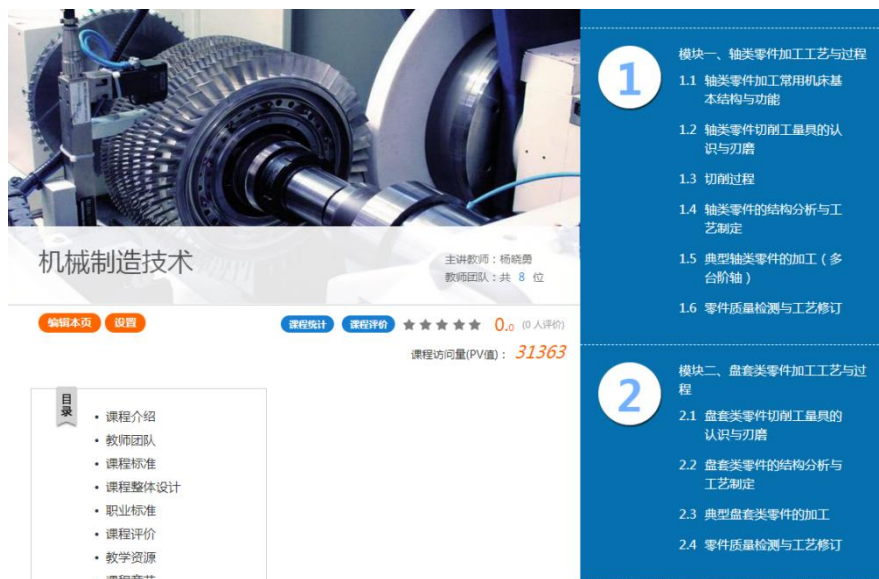 机械制造技术
主讲教师：杨晓勇
教师团队：共 8 位
编辑本页 设置
课程统计 课程评价 0.0 (0 人评价)
课程访问量(PV值)： 31363
目录
• 课程介绍
• 教师团队
• 课程标准
• 课程整体设计
• 职业标准
• 课程评价
• 教学资源
1
模块一、轴类零件加工工艺与过程
1.1 轴类零件加工常用机床基
本结构与功能
1.2 轴类零件切削工量具的认
识与刃磨
1.3 切削过程
1.4 轴类零件的结构分析与工
艺制定
1.5 典型轴类零件的加工（多
台阶轴）
1.6 零件质量检测与工艺修订
2
模块二、盘套类零件加工工艺与过
程
2.1 盘套类零件切削工量具的
认识与刃磨
2.2 盘套类零件的结构分析与
工艺制定
2.3 典型盘套类零件的加工
2.4 零件质量检测与工艺修订